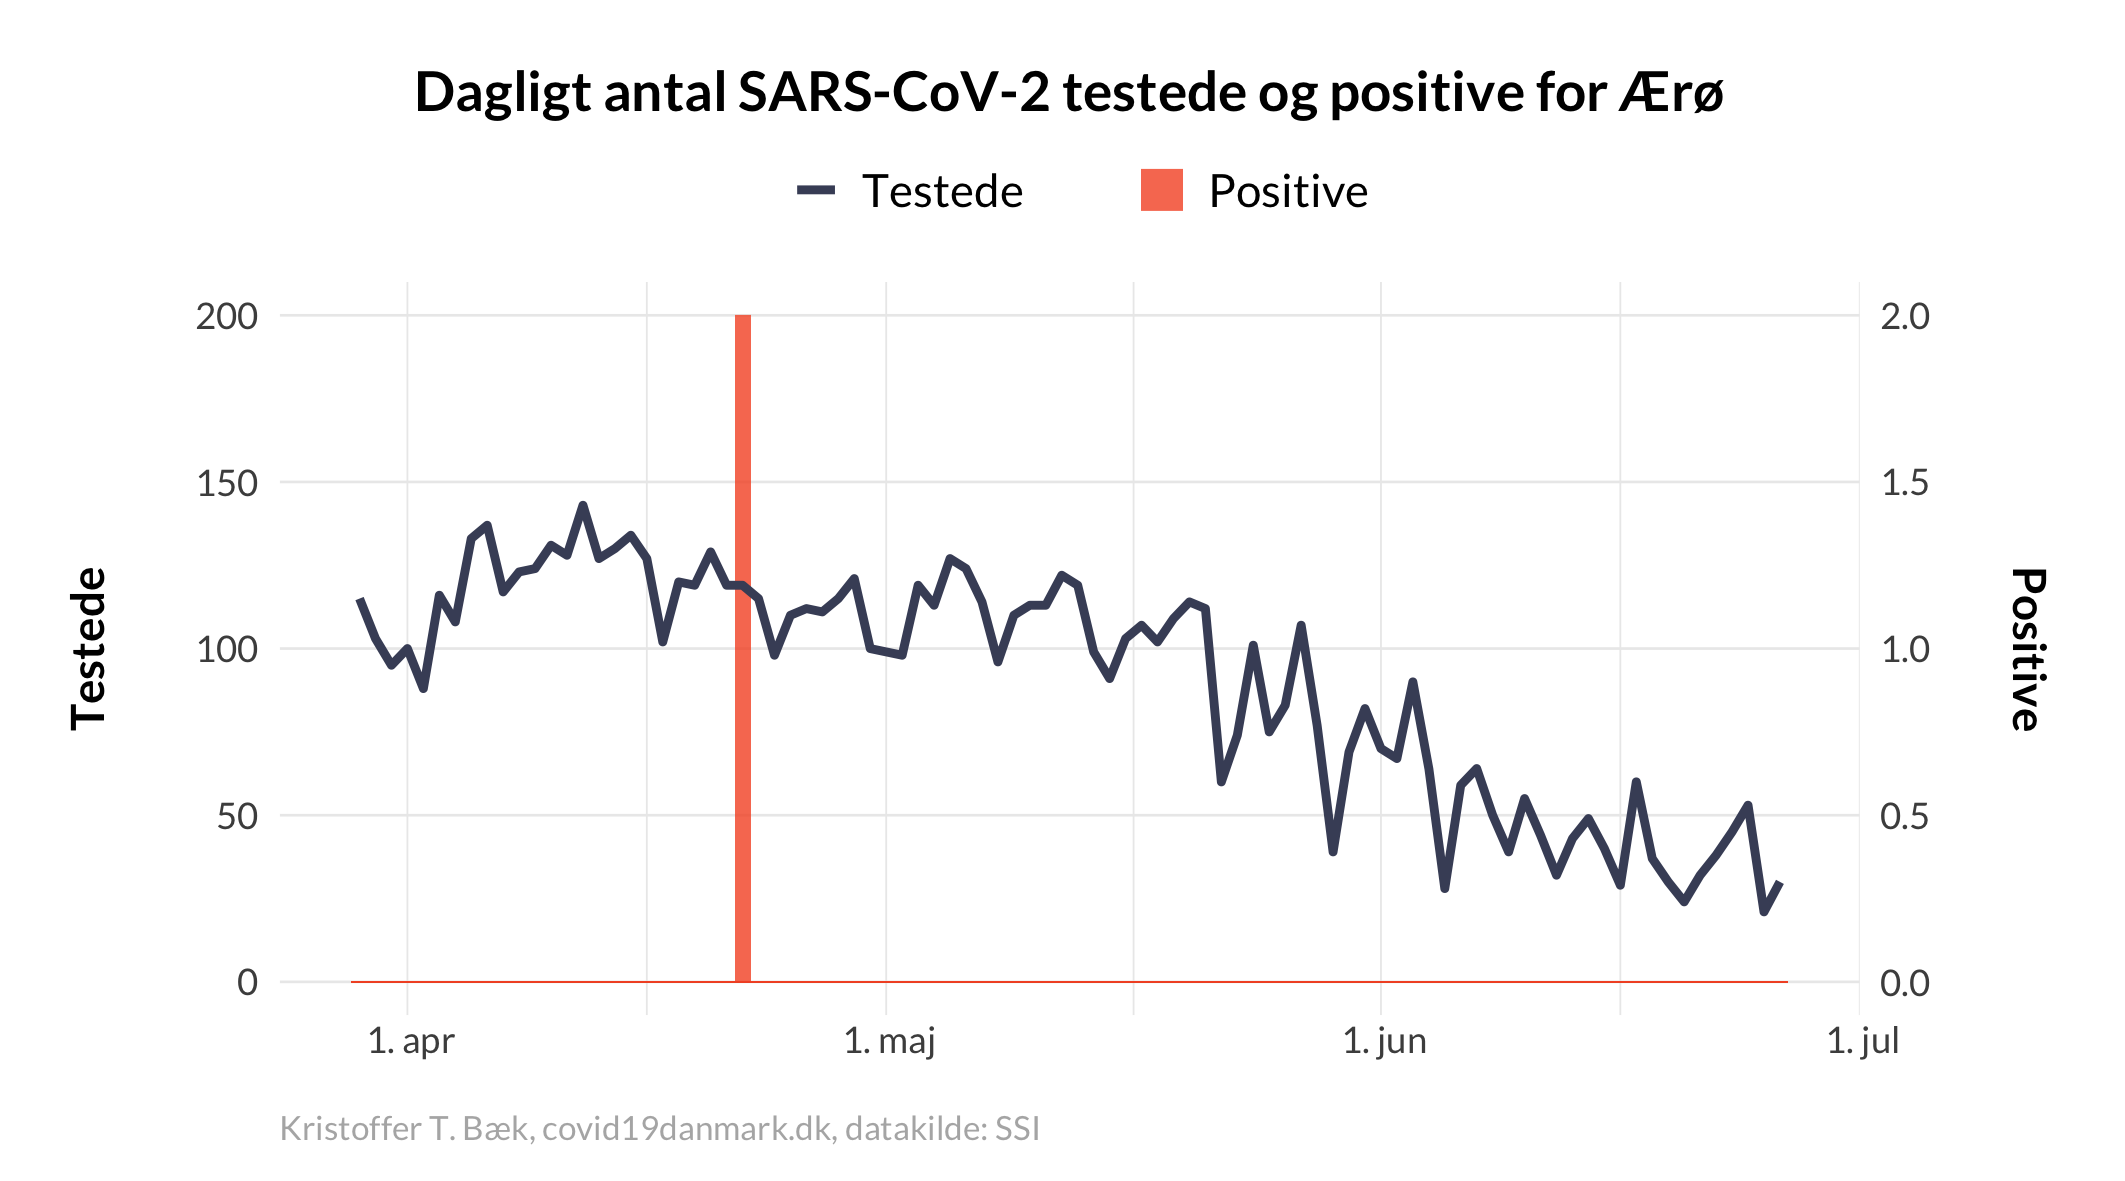 Dagligt antal SARS-CoV-2 testede og positive for Ærø
Testede Positive
200 2.0
150 1.5
100 1.0
50 0.5
0 0.0
Testede
Positive
1. apr 1. maj 1. jun 1. jul
Kristoffer T. Bæk, covid19danmark.dk, datakilde: SSI